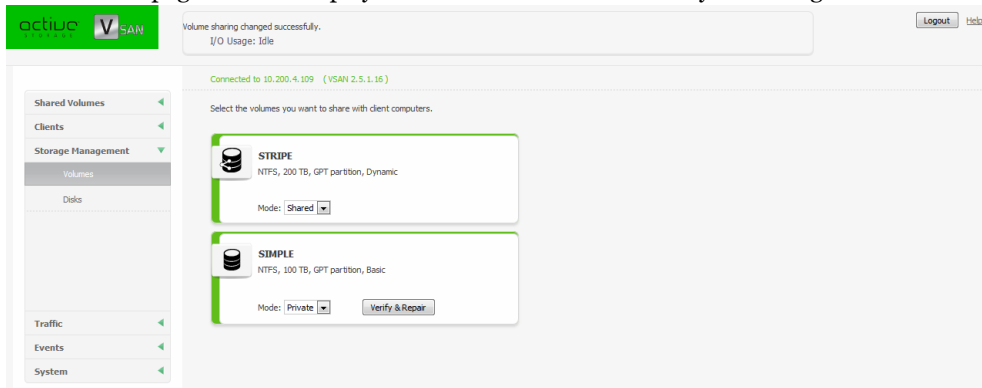 active
STORAGE
V SAN
Volume sharing changed successfully.
I/O Usage: Idle
Logout
Help
Connected to 10.200.4.109 (VSAN 2.5.1.16)
Select the volumes you want to share with client computers.
Shared Volumes
Clients
Storage Management
Volumes
Disks
Traffic
Events
System
STRIPE
NTFS, 200 TB, GPT partition, Dynamic
Mode: Shared
SIMPLE
NTFS, 100 TB, GPT partition, Basic
Mode: Private Verify & Repair